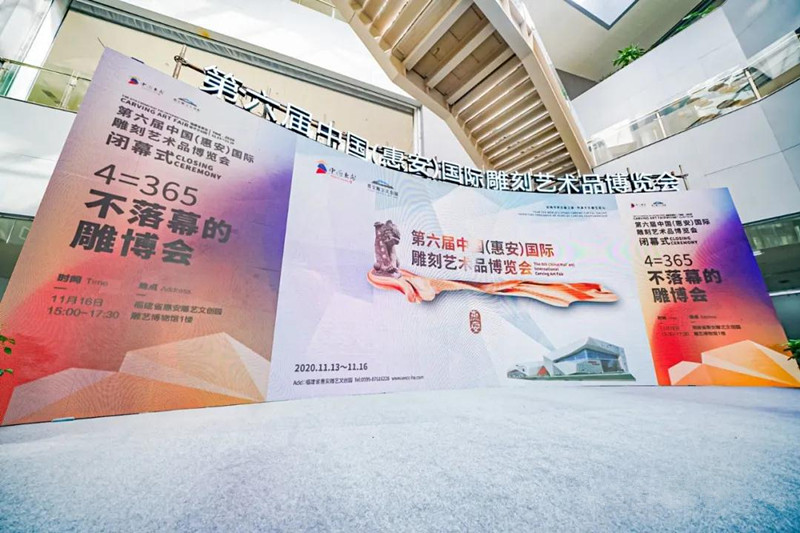 第六届中国(惠安)国际雕刻艺术品博览会
CARVING ART FAIR
第六届中国(惠安)国际
雕刻艺术品博览会
闭幕式 CLOSING CEREMONY
4=365
不落幕的
雕博会
时间 Time
地点
11月16日
15:00~17:30
福建省惠安雕艺文创园
雕艺博物馆1楼
第六届中国(惠安)国际
雕刻艺术品博览会
International
Carving Art Fair
2020.11.13~11.16
第六届中国(惠安)国际
雕刻艺术品博览会
闭幕式 CLOSING CEREMONY
4=365
不落幕的
雕博会